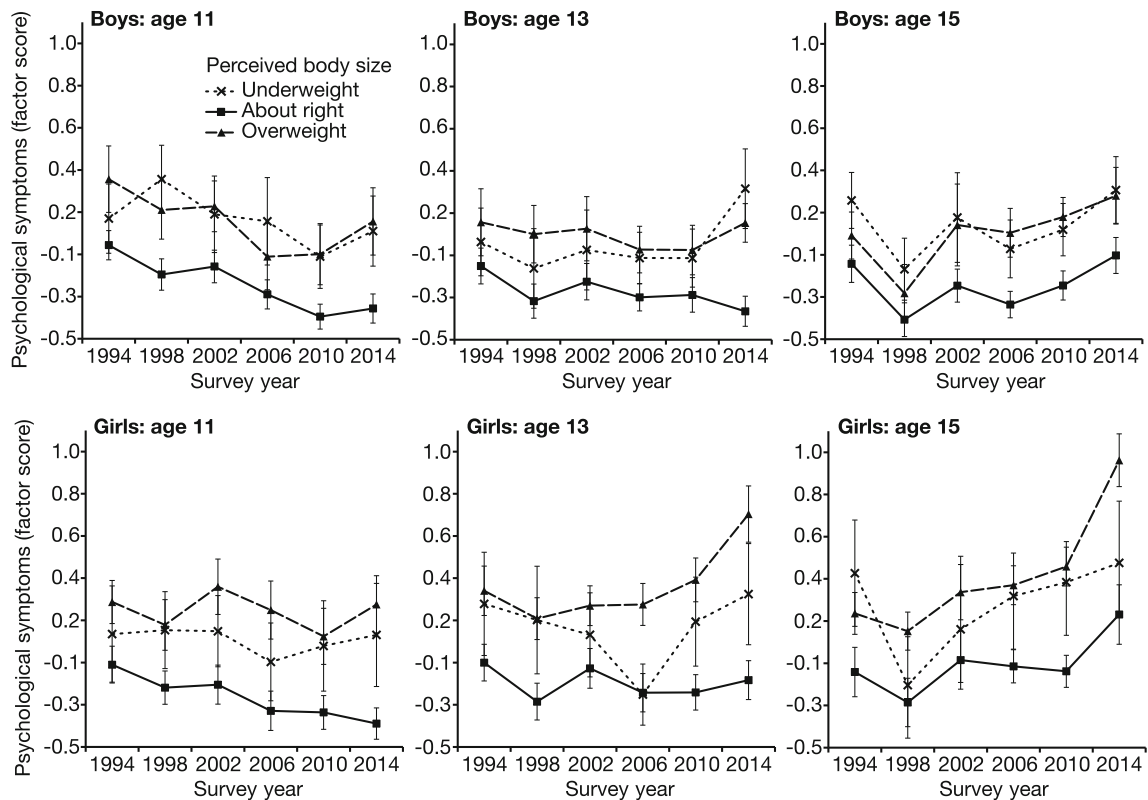 Boys: age 11
Boys: age 13
Boys: age 15
Psychological symptoms (factor score)
1.0
0.8
0.6
0.4
0.2
-0.1
-0.3
-0.5
Perceived body size
Underweight
About right
Overweight
1994 1998 2002 2006 2010 2014
Survey year
1.0
0.8
0.6
0.4
0.2
-0.1
-0.3
-0.5
1994 1998 2002 2006 2010 2014
Survey year
1.0
0.8
0.6
0.4
0.2
-0.1
-0.3
-0.5
1994 1998 2002 2006 2010 2014
Survey year
Girls: age 11
Girls: age 13
Girls: age 15
Psychological symptoms (factor score)
1.0
0.8
0.6
0.4
0.2
-0.1
-0.3
-0.5
1994 1998 2002 2006 2010 2014
Survey year
1.0
0.8
0.6
0.4
0.2
-0.1
-0.3
-0.5
1994 1998 2002 2006 2010 2014
Survey year
1.0
0.8
0.6
0.4
0.2
-0.1
-0.3
-0.5
1994 1998 2002 2006 2010 2014
Survey year